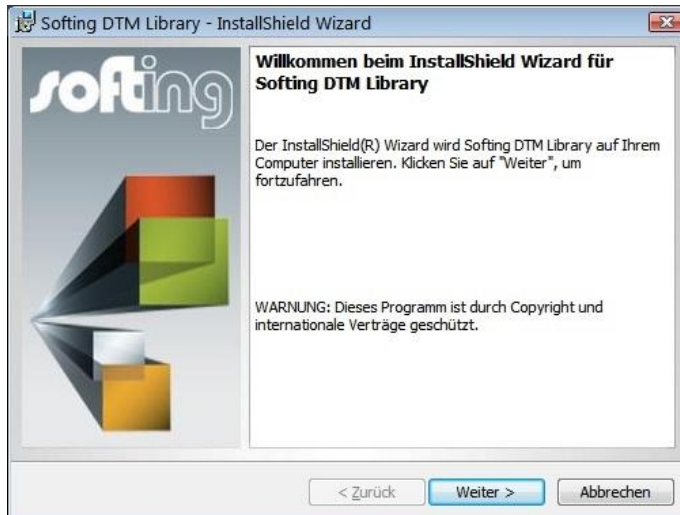 Softing DTM Library - InstallShield Wizard
softing
Willkommen beim InstallShield Wizard für
Softing DTM Library
Der InstallShield(R) Wizard wird Softing DTM Library auf Ihrem
Computer installieren. Klicken Sie auf "Weiter", um
fortzufahren.
WARNUNG: Dieses Programm ist durch Copyright und
internationale Verträge geschützt.
< Zurück
Weiter >
Abbrechen